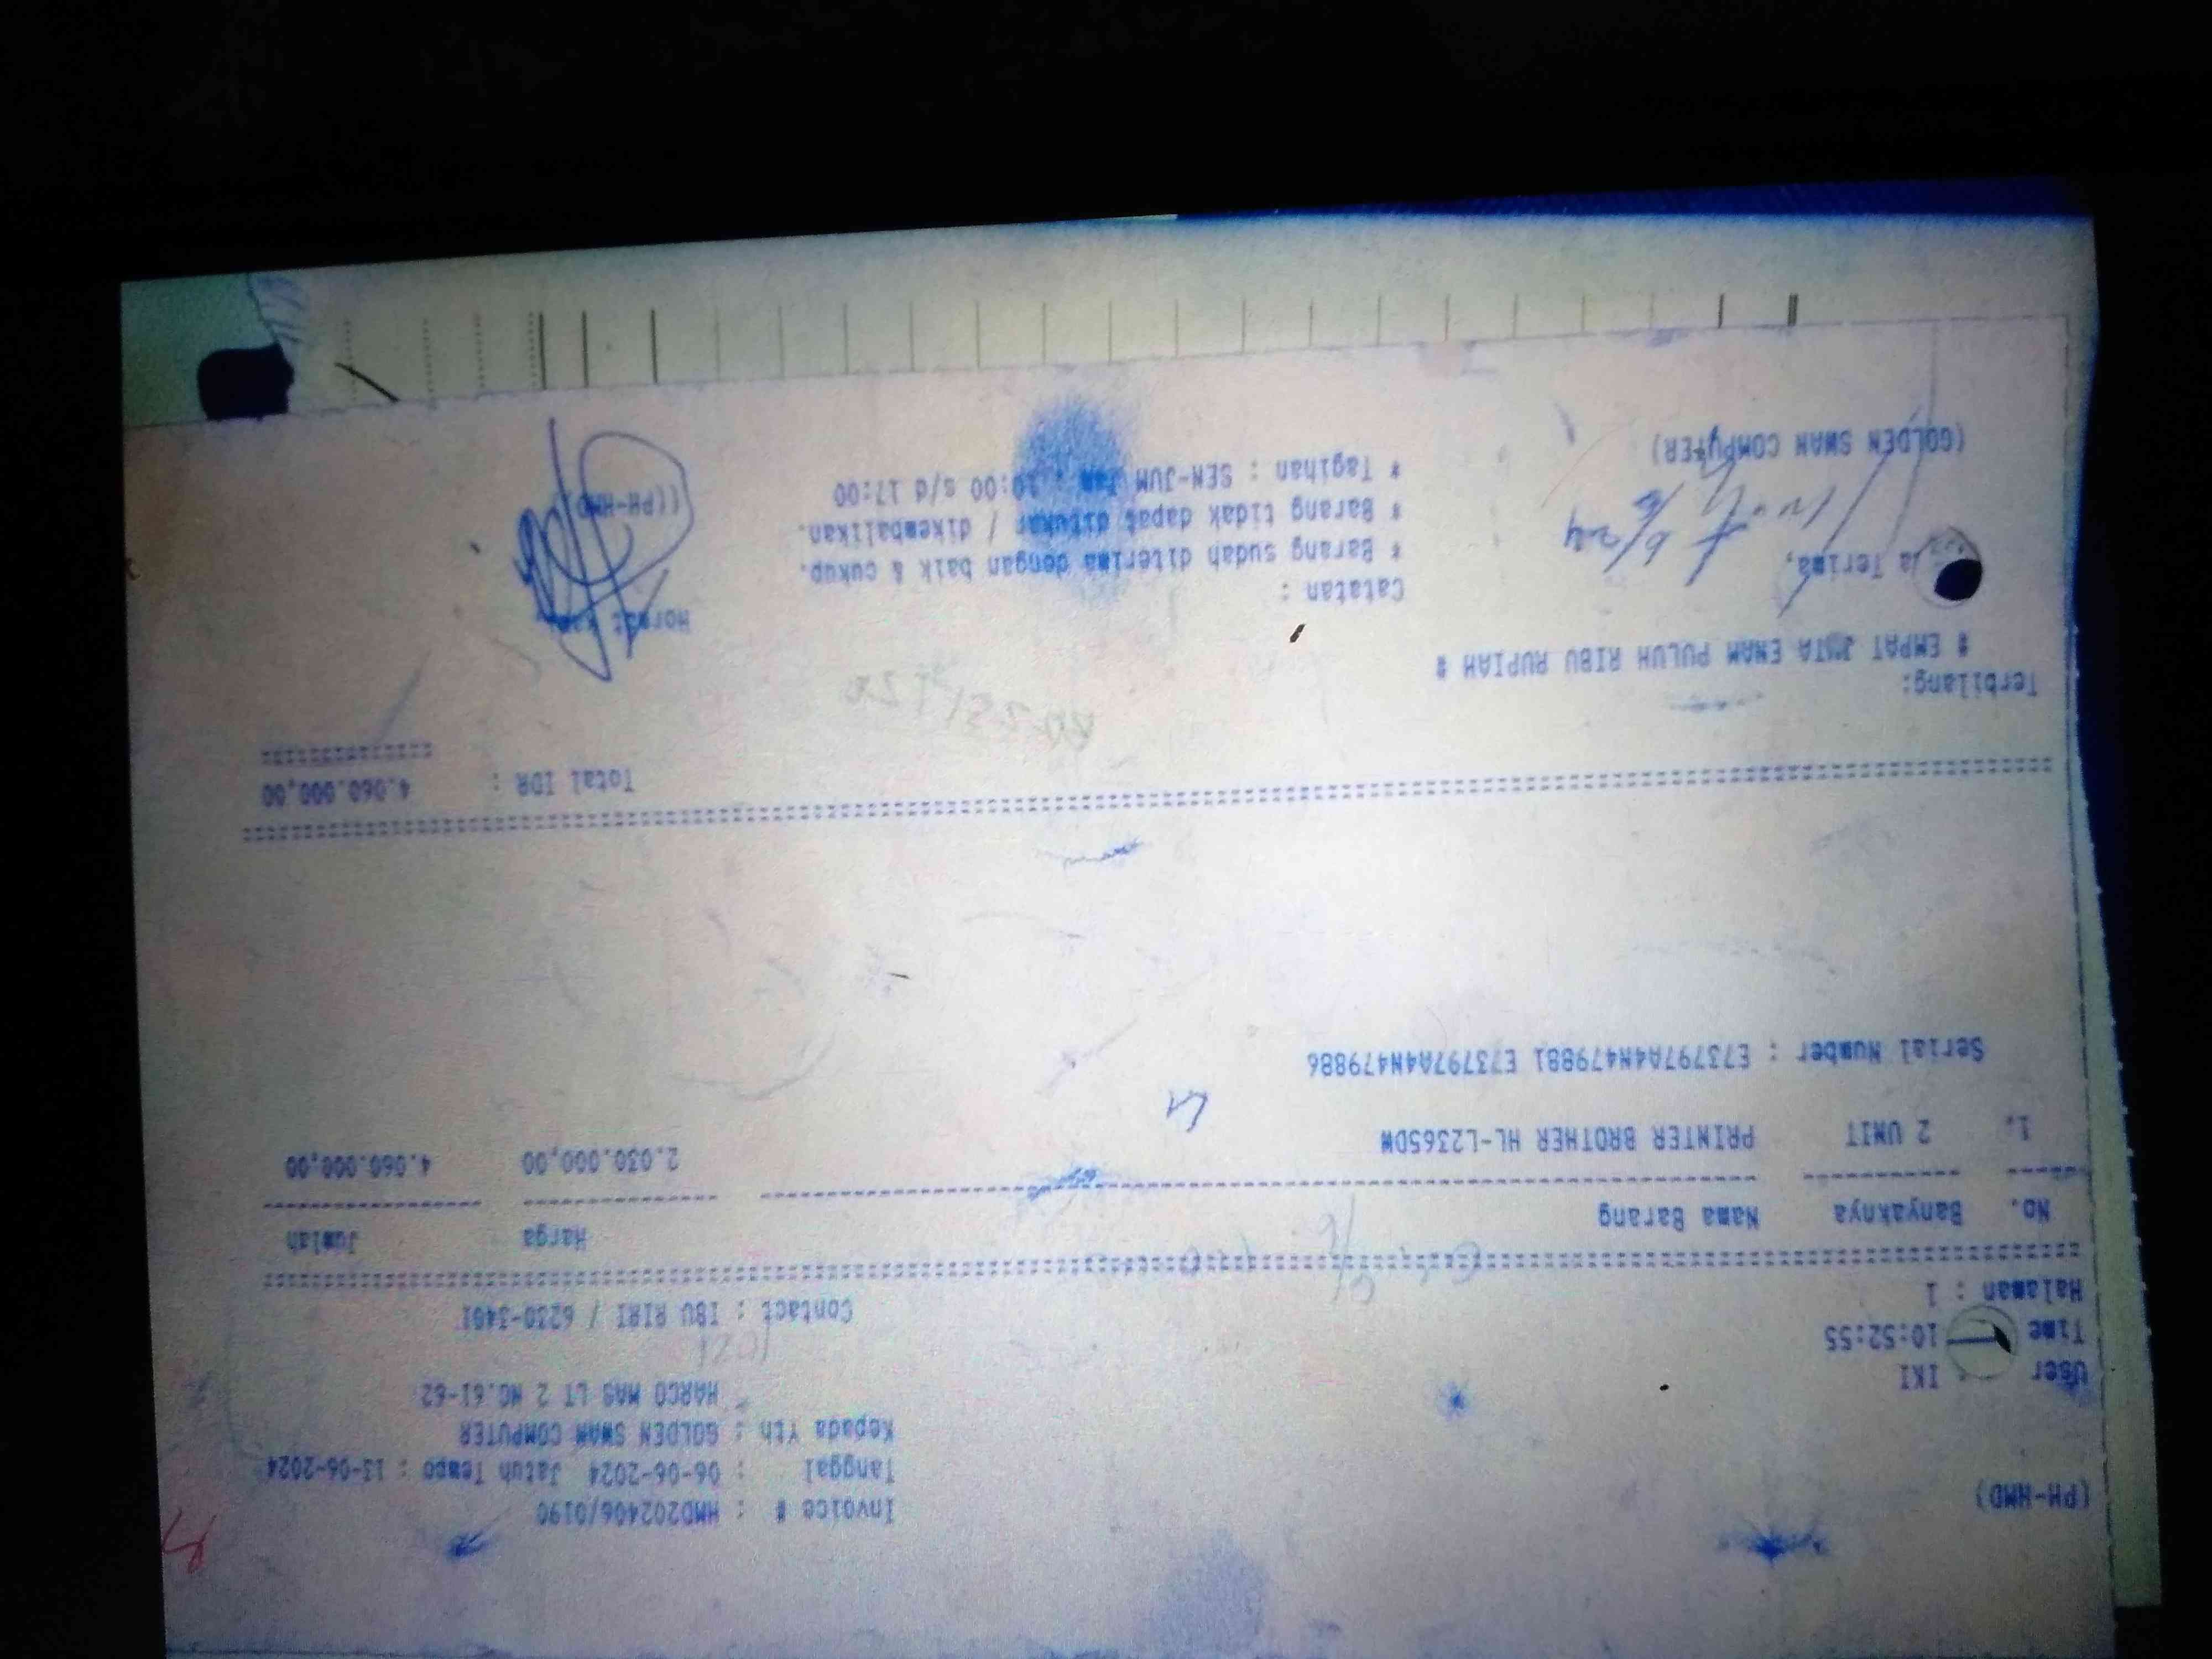 (PH-HMD)
Invoice # : HMD202406/0190
Tanggal : 06-06-2024 Jatuh Tempo : 13-06-2024
Kepada Yth : GOLDEN SWAN COMPUTER
HARCO MAS LT 2 NO.61-62
User : IKI
Time 10:52:55
Halaman : 1
Contact : IBU RIRI / 6230-3401
No. Banyaknya Nama Barang Harga Jumlah
1. 2 UNIT PRINTER BROTHER HL-L2365DW 2.030.000,00 4.060.000,00
Serial Number : E73797A4N479881 E73797A4N479886
Total IDR : 4.060.000,00
Terbilang:
# EMPAT JUTA ENAM PULUH RIBU RUPIAH #
Catatan :
* Barang sudah diterima dengan baik & cukup.
* Barang tidak dapat ditukar / dikembalikan.
* Tagihan : SEN-JUM Jam : 10:00 s/d 17:00
da Terima,
6/24
(GOLDEN SWAN COMPUTER)
((PH-HMD)